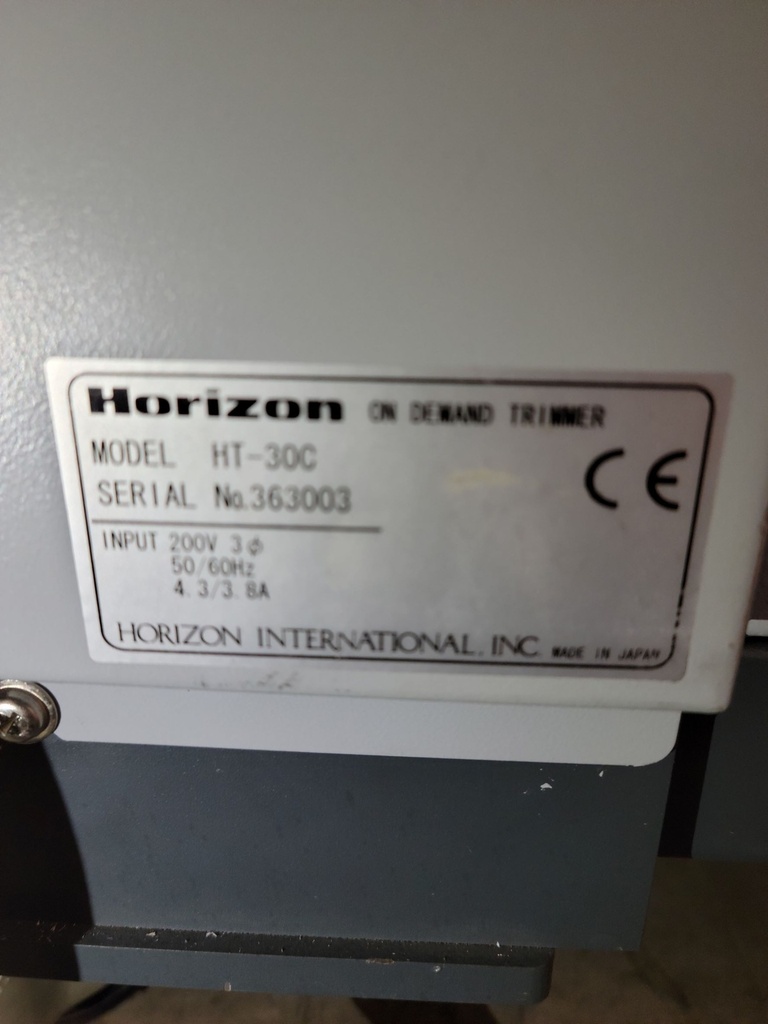 Horizon ON DEMAND TRIMMER
MODEL HT-30C
SERIAL No.363003
CE
INPUT 200V 3ϕ
50/60Hz
4.3/3.8A
HORIZON INTERNATIONAL, INC. MADE IN JAPAN